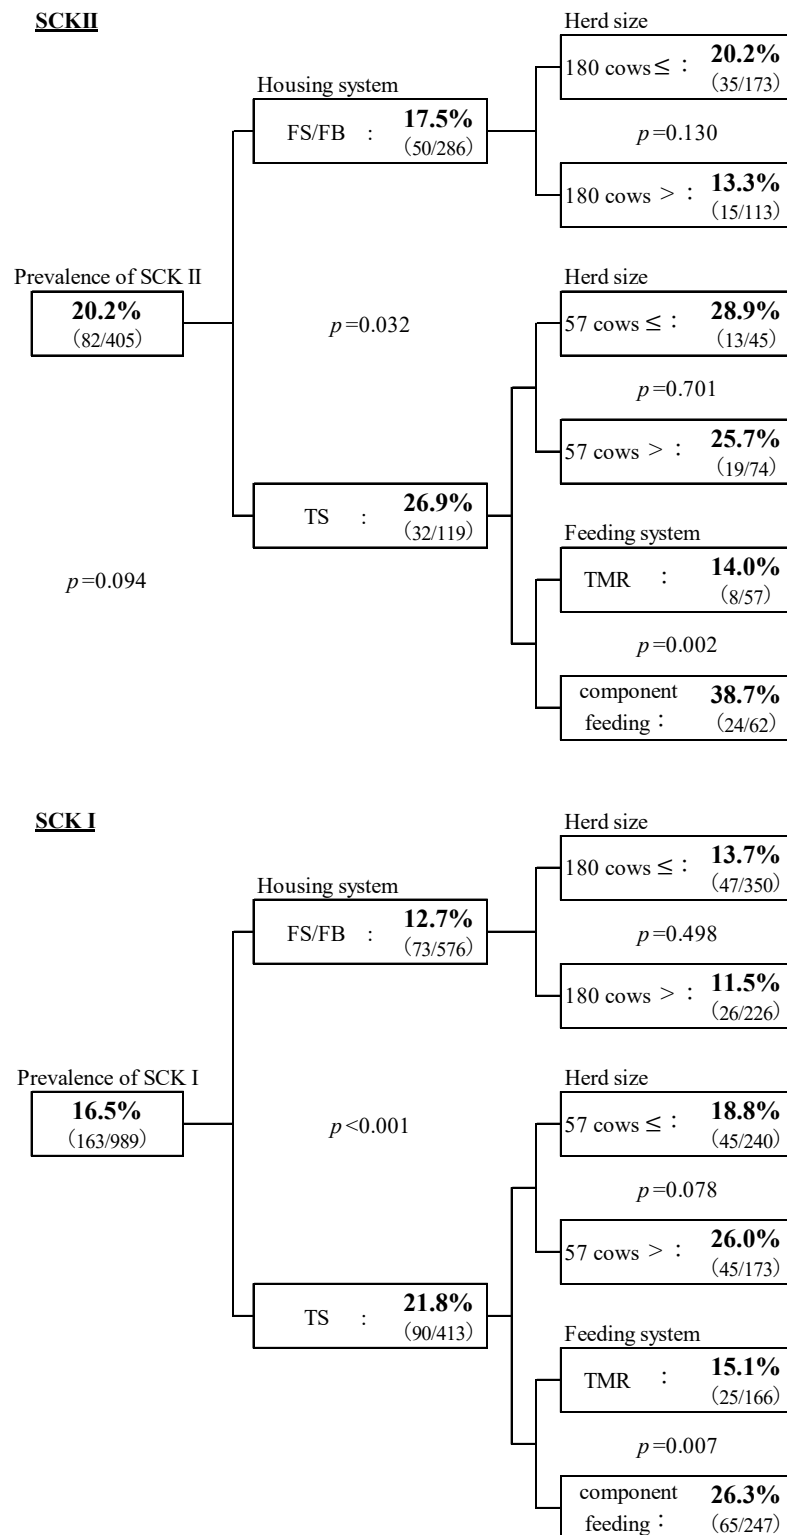 SCKII
Herd size
180 cows≤ : 20.2%
(35/173)
Housing system
FS/FB : 17.5%
(50/286)
p=0.130
180 cows > : 13.3%
(15/113)
Prevalence of SCK II
20.2%
(82/405)
p=0.032
Herd size
57 cows ≤ : 28.9%
(13/45)
p=0.701
57 cows > : 25.7%
(19/74)
TS : 26.9%
(32/119)
Feeding system
TMR : 14.0%
(8/57)
p=0.094
p=0.002
component
feeding : 38.7%
(24/62)
SCK I
Herd size
180 cows ≤ : 13.7%
(47/350)
Housing system
FS/FB : 12.7%
(73/576)
p=0.498
180 cows > : 11.5%
(26/226)
Prevalence of SCK I
16.5%
(163/989)
p<0.001
Herd size
57 cows ≤ : 18.8%
(45/240)
p=0.078
57 cows > : 26.0%
(45/173)
TS : 21.8%
(90/413)
Feeding system
TMR : 15.1%
(25/166)
p=0.007
component
feeding : 26.3%
(65/247)